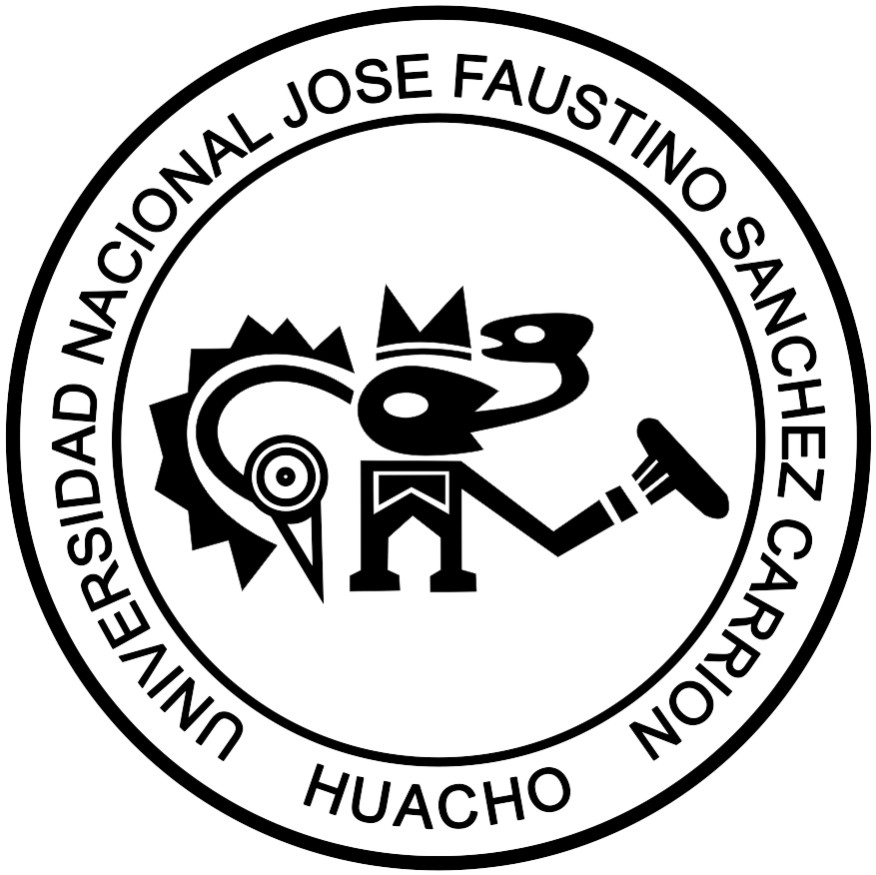 UNIVERSIDAD NACIONAL JOSE FAUSTINO SANCHEZ CARRION
HUACHO